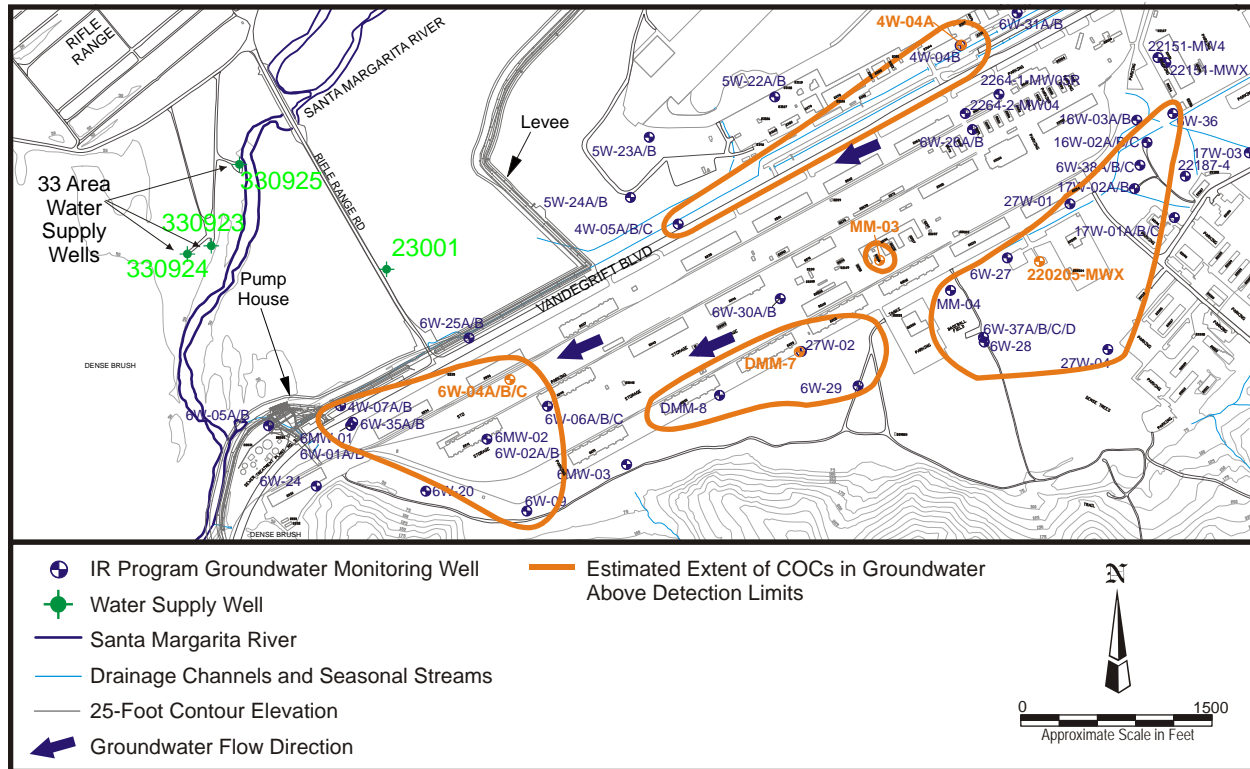 RIFLE
RANGE
SANTA MARGARITA RIVER
4W-04A
4W-04B
6W-31A/B
22151-MW4
22151-MWX
5W-22A/B
2264-1-MW05R
2264-2-MW04
Levee
16W-03A/B
8W-36
5W-23A/B
6W-26A/B
16W-02A/B/C
17W-03
6W-38A/B/C
22187-4
33 Area
Water
Supply
Wells
330925
RIFLE RANGE RD
5W-24A/B
17W-02A/B
27W-01
330923
4W-05A/B/C
17W-01A/B/C
MM-03
330924
23001
VANDEGRIFT BLVD
6W-27
220205-MWX
Pump
House
MM-04
6W-30A/B
6W-25A/B
BASEBALL
FIELD
6W-37A/B/C/D
6W-28
27W-02
27W-04
DENSE BRUSH
DMM-7
6W-04A/B/C
6W-29
4W-07A/B
6W-06A/B/C
DMM-8
6W-05A/B
6W-35A/B
6MW-01
6W-01A/B
6MW-02
6W-02A/B
STORAGE
PARKING
6MW-03
6W-24
6W-20
6W-09
TRAIL
DENSE BRUSH
IR Program Groundwater Monitoring Well
Water Supply Well
Santa Margarita River
Drainage Channels and Seasonal Streams
25-Foot Contour Elevation
Groundwater Flow Direction
Estimated Extent of COCs in Groundwater
Above Detection Limits
N
0 1500
Approximate Scale in Feet